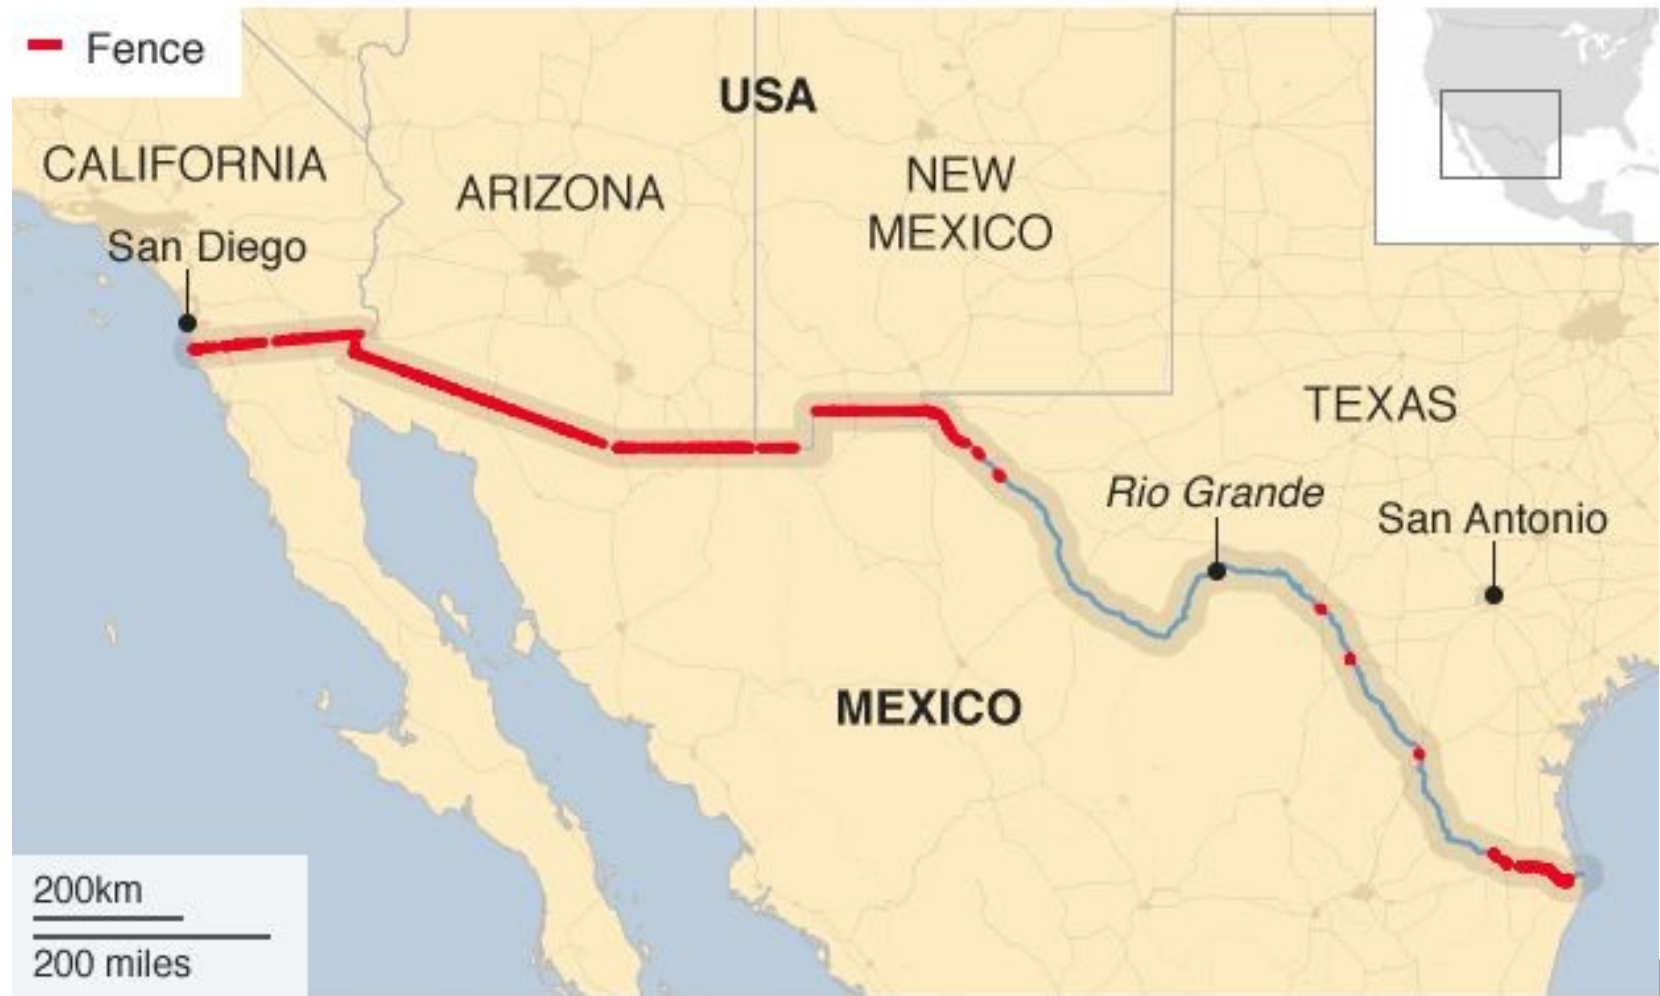 Fence
USA
CALIFORNIA
ARIZONA
NEW
MEXICO
San Diego
TEXAS
Rio Grande
San Antonio
MEXICO
200km
200 miles